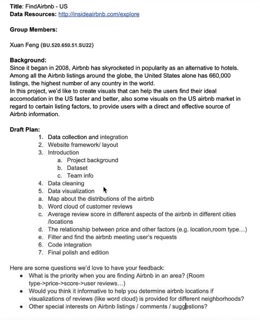 Title: FindAirbnb - US
Data Resources: http://insideairbnb.com/explore
Group Members:
Xuan Feng (BU.520.650.51.SU22)
Background:
Since it began in 2008, Airbnb has skyrocketed in popularity as an alternative to hotels.
Among all the Airbnb listings around the globe, the United States alone has 660,000
listings, the highest number of any country in the world.
In this project, we'd like to create visuals that can help the users find their ideal
accomodation in the US faster and better, also some visuals on the US airbnb market in
regard to certain listing factors, to provide users with a direct and effective source of
Airbnb information.
Draft Plan:
1. Data collection and integration
2. Website framework/ layout
3. Introduction
a. Project background
b. Dataset
c. Team info
4. Data cleaning
5. Data visualization
a. Map about the distributions of the airbnb
b. Word cloud of customer reviews
c. Average review score in different aspects of the airbnb in different cities
/locations
d. The relationship between price and other factors (e.g. location,room type…)
e. Filter and find the airbnb meeting user's requests
6. Code integration
7. Final polish and edition
Here are some questions we'd love to have your feedback:
• What is the priority when you are finding Airbnb in an area? (Room
type>price>score>user reviews…)
• Would you think it informative to help you determine airbnb locations if
visualizations of reviews (like word cloud) is provided for different neighborhoods?
• Other special interests on Airbnb listings / comments / suggestions?